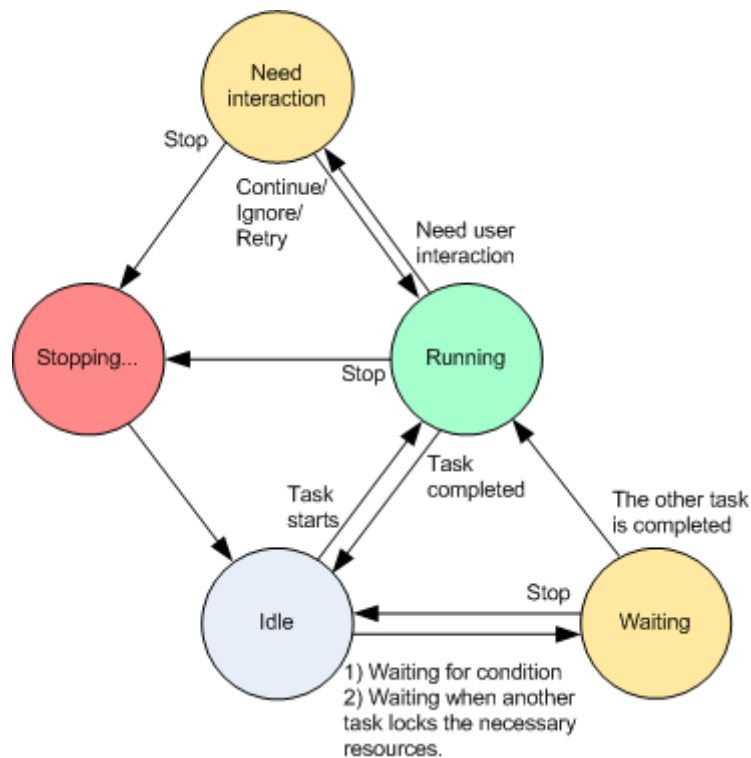 Need
interaction
Stop
Continue/
Ignore/
Retry
Need user
interaction
Stopping...
Running
Stop
Task
completed
Task
starts
The other task
is completed
Idle
Stop
Waiting
1) Waiting for condition
2) Waiting when another
task locks the necessary
resources.